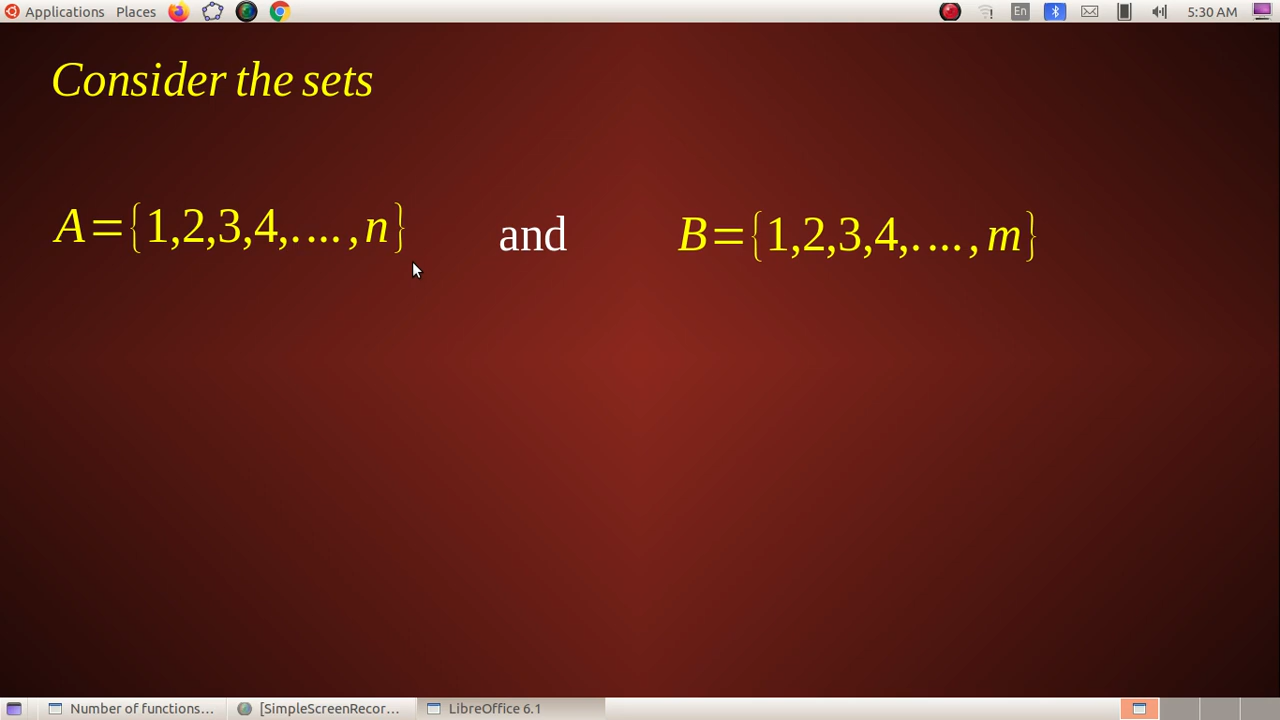 Applications Places En 5:30 AM
Consider the sets
A={1,2,3,4,.... ,n} and B={1,2,3,4,.... ,m}
Number of functions... [SimpleScreenRecor... LibreOffice 6.1